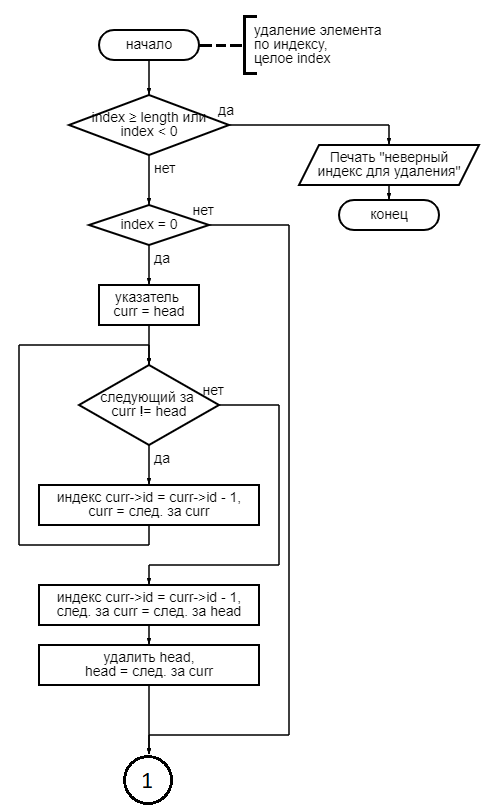 начало
удаление элемента
по индексу,
целое index
index ≥ length или
index < 0
да
нет
Печать "неверный
индекс для удаления"
конец
index = 0
нет
да
указатель
curr = head
следующий за
curr != head
нет
да
индекс curr->id = curr->id - 1,
curr = след. за curr
индекс curr->id = curr->id - 1,
след. за curr = след. за head
удалить head,
head = след. за curr
1